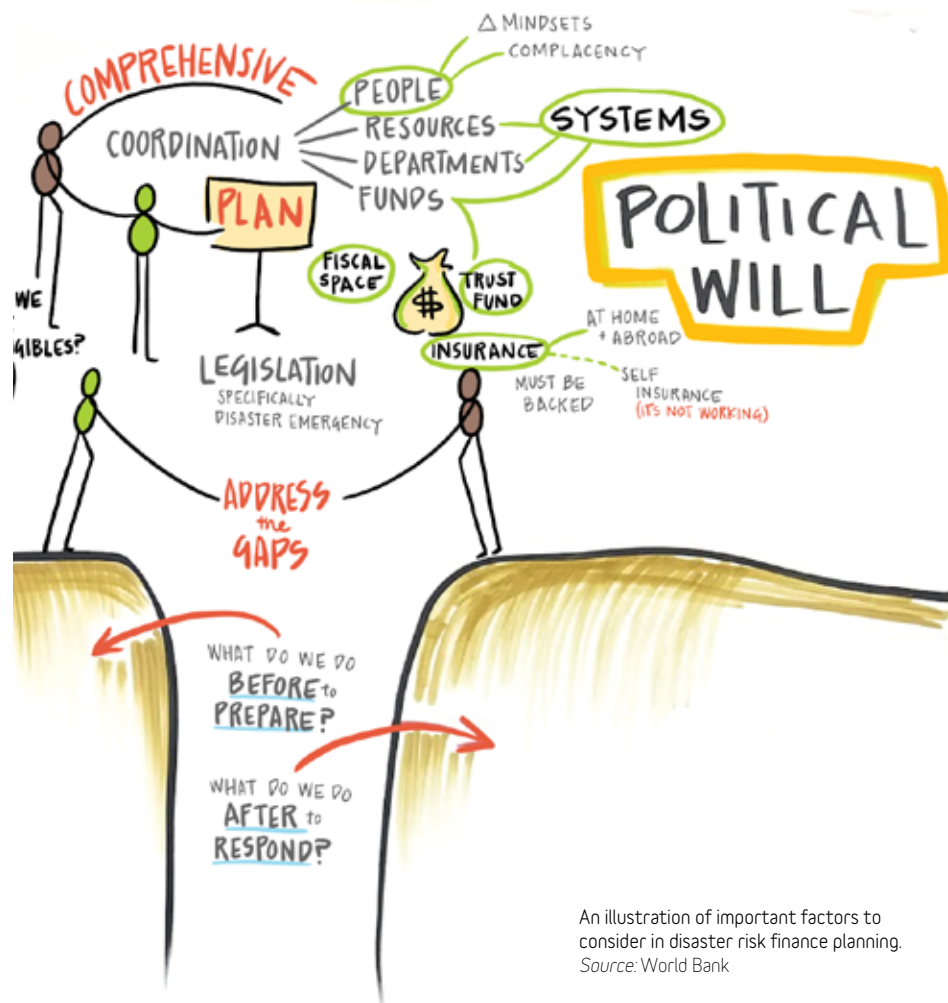 △ MINDSETS
COMPLACENCY
COMPREHENSIVE
PEOPLE
COORDINATION
RESOURCES
SYSTEMS
DEPARTMENTS
FUNDS
PLAN
POLITICAL
WILL
FISCAL
SPACE
$
TRUST
FUND
WE
GIBLES?
INSURANCE
AT HOME
+ ABROAD
LEGISLATION
SPECIFICALLY
DISASTER EMERGENCY
MUST BE
BACKED
SELF
INSURANCE
(IT'S NOT WORKING)
ADDRESS
the
GAPS
WHAT DO WE DO
BEFORE to
PREPARE?
WHAT DO WE DO
AFTER to
RESPOND?
An illustration of important factors to
consider in disaster risk finance planning.
Source: World Bank